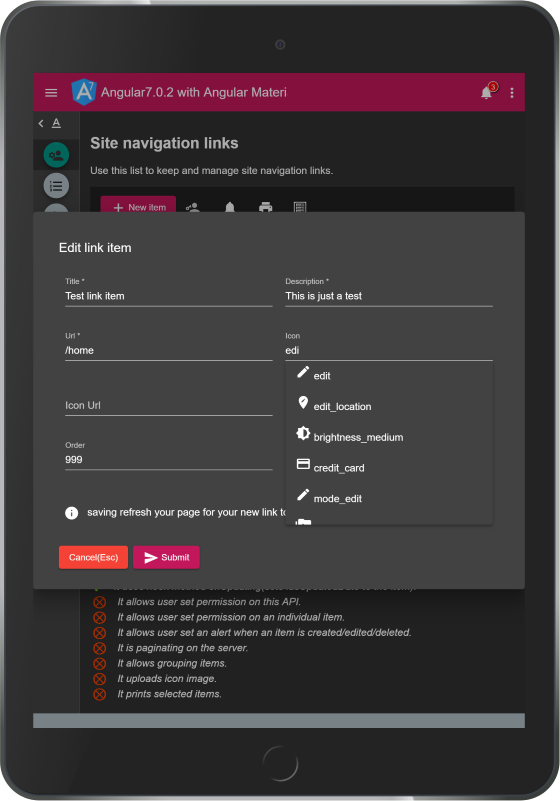 Angular7.0.2 with Angular Materi
3
A
Site navigation links
Use this list to keep and manage site navigation links.
New item
Edit link item
Title *
Description *
Test link item
This is just a test
Url *
Icon
/home
edi
edit
Icon Url
edit_location
brightness_medium
Order
999
credit_card
mode_edit
saving refresh your page for your new link to
Cancel(Esc)
Submit
It allows user set permission on this API.
It allows user set permission on an individual item.
It allows user set an alert when an item is created/edited/deleted.
It is paginating on the server.
It allows grouping items.
It uploads icon image.
It prints selected items.